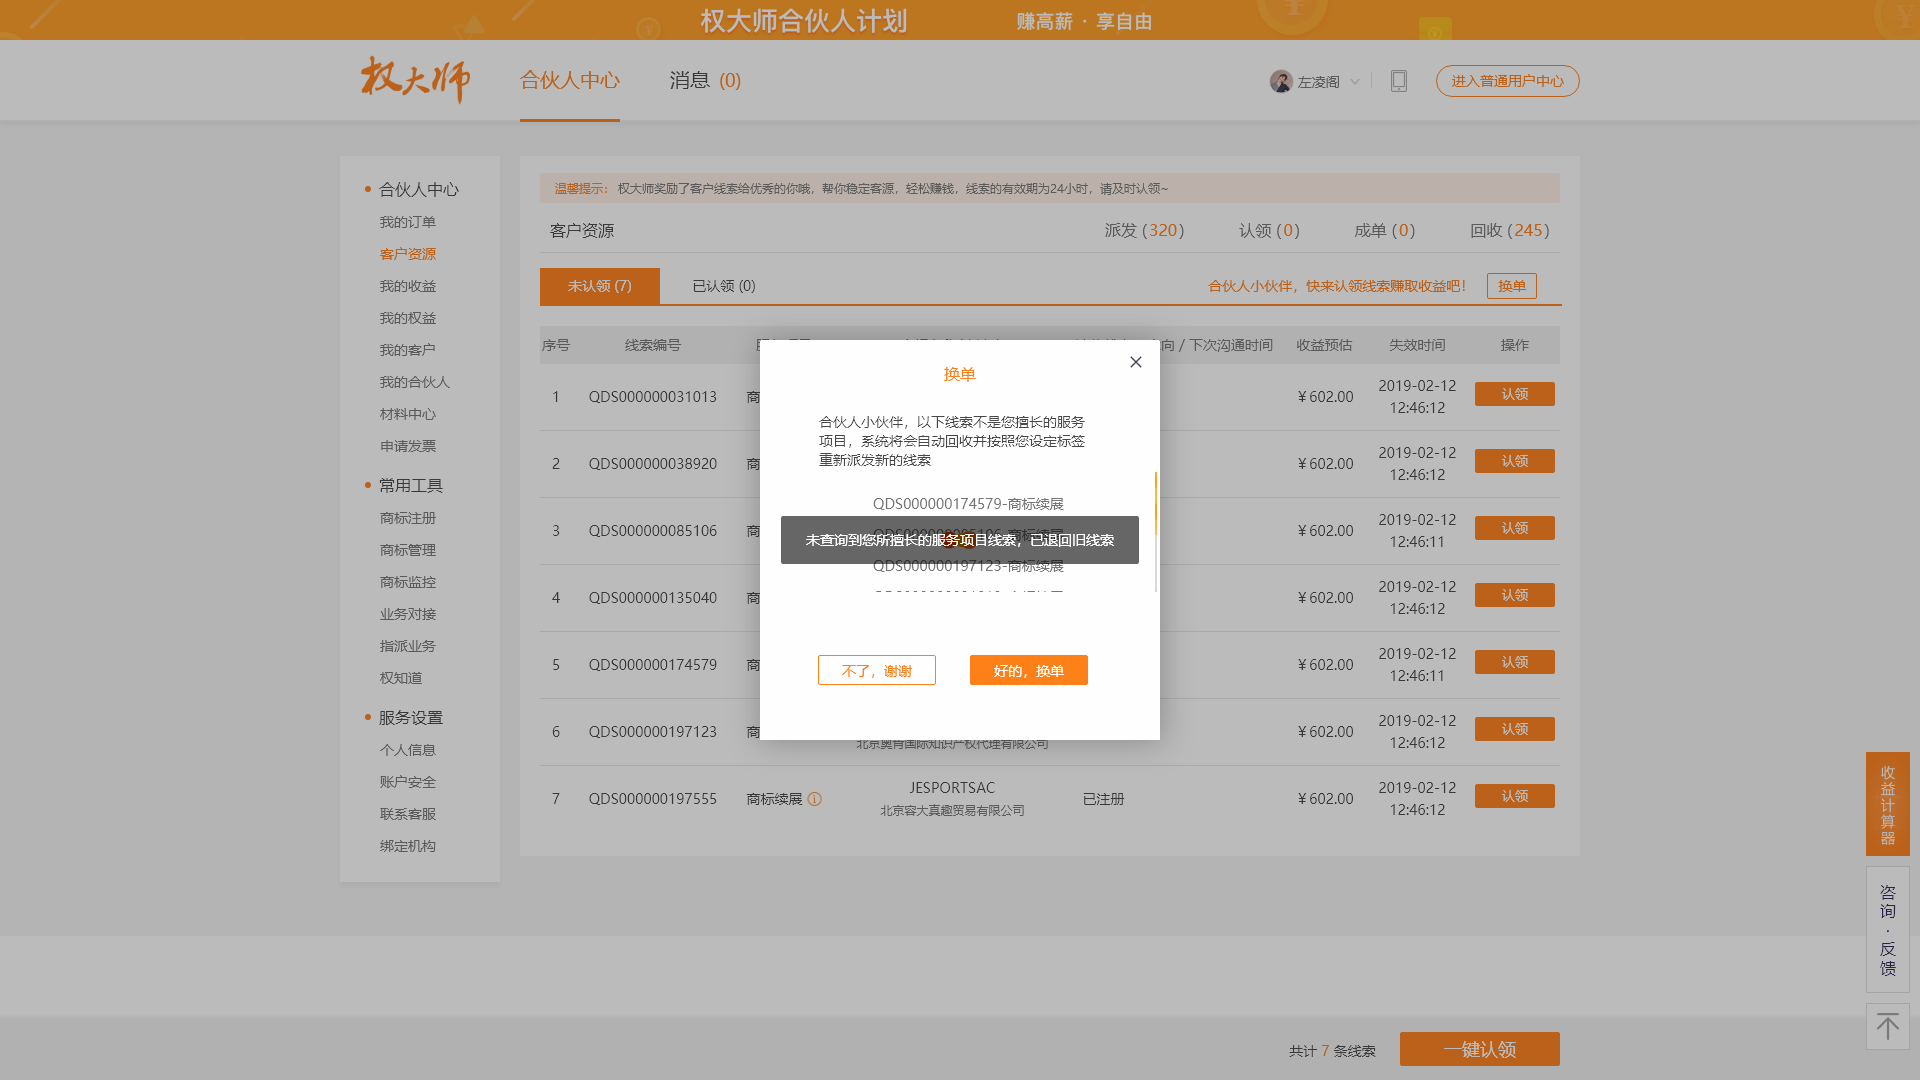 权大师合伙人计划 赚高薪 · 享自由
权大师 合伙人中心 消息 (0) 左凌阁 进入普通用户中心
合伙人中心
我的订单
客户资源
我的收益
我的权益
我的客户
我的合伙人
材料中心
申请发票
常用工具
商标注册
商标管理
商标监控
业务对接
指派业务
权知道
服务设置
个人信息
账户安全
联系客服
绑定机构
温馨提示： 权大师奖励了客户线索给优秀的你哦，帮你稳定客源，轻松赚钱，线索的有效期为24小时，请及时认领~
客户资源 派发 (320) 认领 (0) 成单 (0) 回收 (245)
未认领 (7) 已认领 (0) 合伙人小伙伴，快来认领线索赚取收益吧！ 换单
序号 线索编号 向 / 下次沟通时间 收益预估 失效时间 操作
1 QDS000000031013 商 ¥ 602.00 2019-02-12 12:46:12 认领
2 QDS000000038920 商 ¥ 602.00 2019-02-12 12:46:12 认领
3 QDS000000085106 商 ¥ 602.00 2019-02-12 12:46:11 认领
4 QDS000000135040 商 ¥ 602.00 2019-02-12 12:46:12 认领
5 QDS000000174579 商 ¥ 602.00 2019-02-12 12:46:11 认领
6 QDS000000197123 商 北京奥肯国际知识产权代理有限公司 ¥ 602.00 2019-02-12 12:46:12 认领
7 QDS000000197555 商标续展 JESPORTSAC 北京容大真趣贸易有限公司 已注册 ¥ 602.00 2019-02-12 12:46:12 认领
换单
合伙人小伙伴，以下线索不是您擅长的服务
项目，系统将会自动回收并按照您设定标签
重新派发新的线索
QDS000000174579-商标续展
未查询到您所擅长的服务项目线索，已退回旧线索
QDS000000197123-商标续展
不了，谢谢 好的，换单
收益计算器
咨询·反馈
共计 7 条线索 一键认领